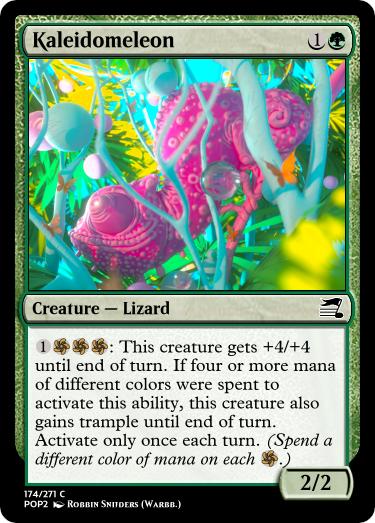 Kaleidomeleon 1
Creature — Lizard
1: This creature gets +4/+4
until end of turn. If four or more mana
of different colors were spent to
activate this ability, this creature also
gains trample until end of turn.
Activate only once each turn. (Spend a
different color of mana on each .)
2/2
174/271 C
POP2 Robbin Snijders (Warbb.)